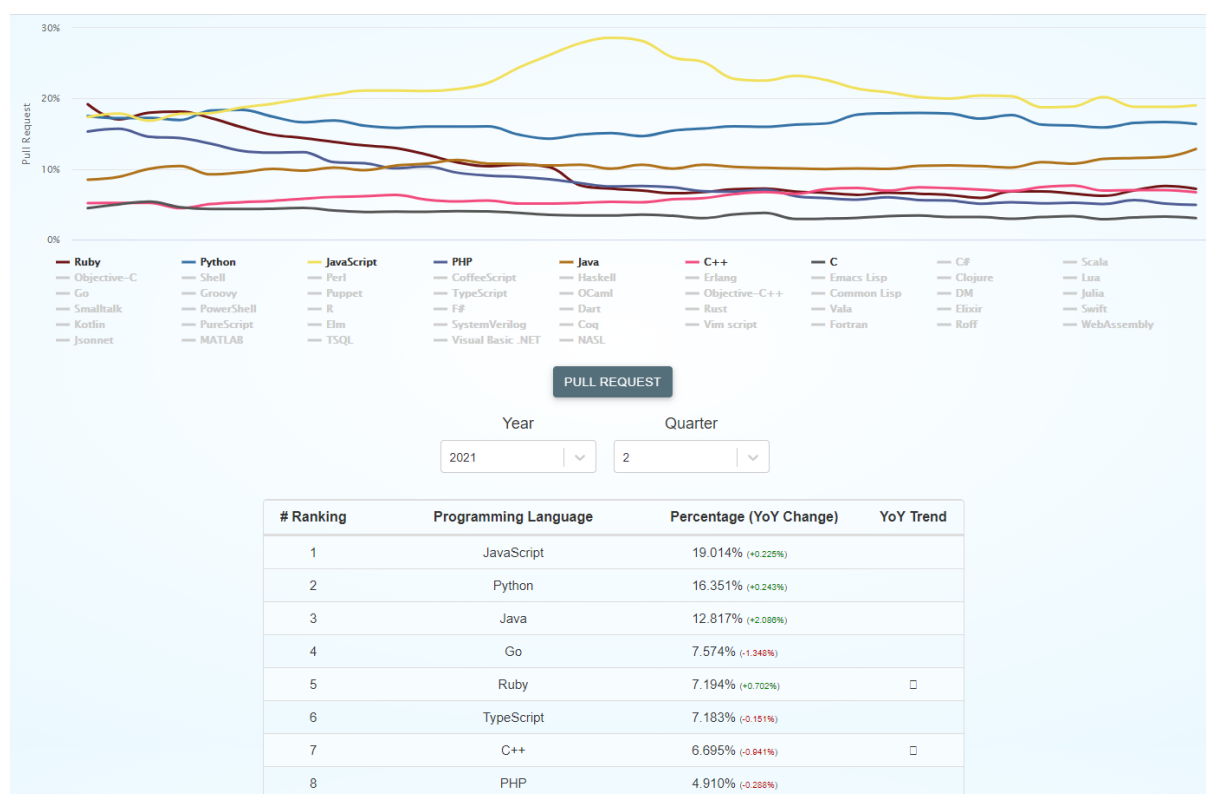 30%
20%
10%
0%
Pull Request
Ruby Python JavaScript PHP Java C++ C C# Scala
Objective-C Shell Perl CoffeeScript Haskell Erlang Emacs Lisp Clojure Lua
Go Groovy Puppet TypeScript OCaml Objective-C++ Common Lisp DM Julia
Smalltalk PowerShell R F# Dart Rust Vala Elixir Swift
Kotlin PureScript Elm SystemVerilog Coq Vim script Fortran Roff WebAssembly
Jsonnet MATLAB TSQL Visual Basic .NET NASL
PULL REQUEST
Year Quarter
2021 2
# Ranking Programming Language Percentage (YoY Change) YoY Trend
1 JavaScript 19.014% (+0.225%)
2 Python 16.351% (+0.243%)
3 Java 12.817% (+2.086%)
4 Go 7.574% (-1.348%)
5 Ruby 7.194% (+0.702%)
6 TypeScript 7.183% (-0.151%)
7 C++ 6.695% (-0.941%)
8 PHP 4.910% (-0.288%)